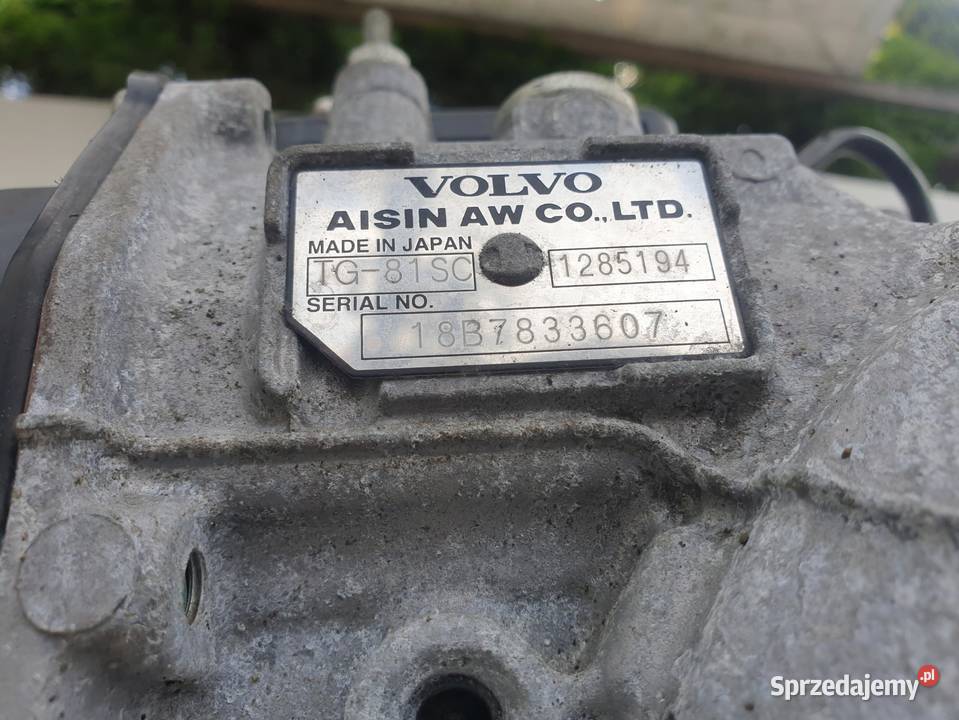 VOLVO
AISIN AW CO.,LTD.
MADE IN JAPAN
TG-81SC 1285194
SERIAL NO.
18B7833607
Sprzedajemy.pl